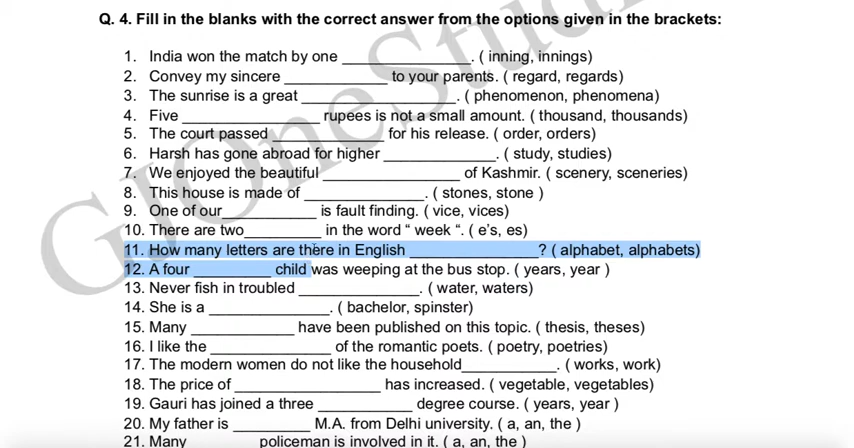 Q. 4. Fill in the blanks with the correct answer from the options given in the brackets:
1. India won the match by one _______________. ( inning, innings)
2. Convey my sincere ____________ to your parents. ( regard, regards)
3. The sunrise is a great __________________. ( phenomenon, phenomena)
4. Five ________________ rupees is not a small amount. ( thousand, thousands)
5. The court passed _____________ for his release. ( order, orders)
6. Harsh has gone abroad for higher _____________. ( study, studies)
7. We enjoyed the beautiful ________________ of Kashmir. ( scenery, sceneries)
8. This house is made of ______________. ( stones, stone )
9. One of our___________ is fault finding. ( vice, vices)
10. There are two_________ in the word “ week “. ( e's, es)
11. How many letters are there in English _______________? ( alphabet, alphabets)
12. A four _________ child was weeping at the bus stop. ( years, year )
13. Never fish in troubled ______________. ( water, waters)
14. She is a ______________. ( bachelor, spinster)
15. Many ____________ have been published on this topic. ( thesis, theses)
16. I like the ______________ of the romantic poets. ( poetry, poetries)
17. The modern women do not like the household___________. ( works, work)
18. The price of _________________ has increased. ( vegetable, vegetables)
19. Gauri has joined a three ___________ degree course. ( years, year )
20. My father is _________ M.A. from Delhi university. ( a, an, the )
21. Many ________ policeman is involved in it. ( a, an, the )